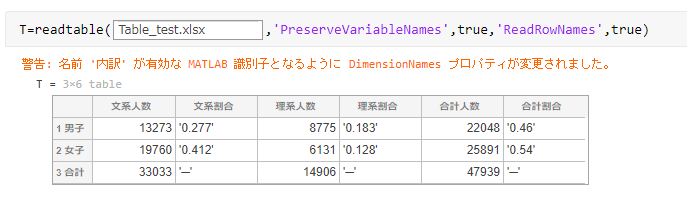 T=readtable( Table_test.xlsx ,'PreserveVariableNames',true,'ReadRowNames',true)
警告: 名前 '内訳' が有効な MATLAB 識別子となるように DimensionNames プロパティが変更されました。
T = 3×6 table
文系人数 文系割合 理系人数 理系割合 合計人数 合計割合
1 男子 13273 '0.277' 8775 '0.183' 22048 '0.46'
2 女子 19760 '0.412' 6131 '0.128' 25891 '0.54'
3 合計 33033 '—' 14906 '—' 47939 '—'